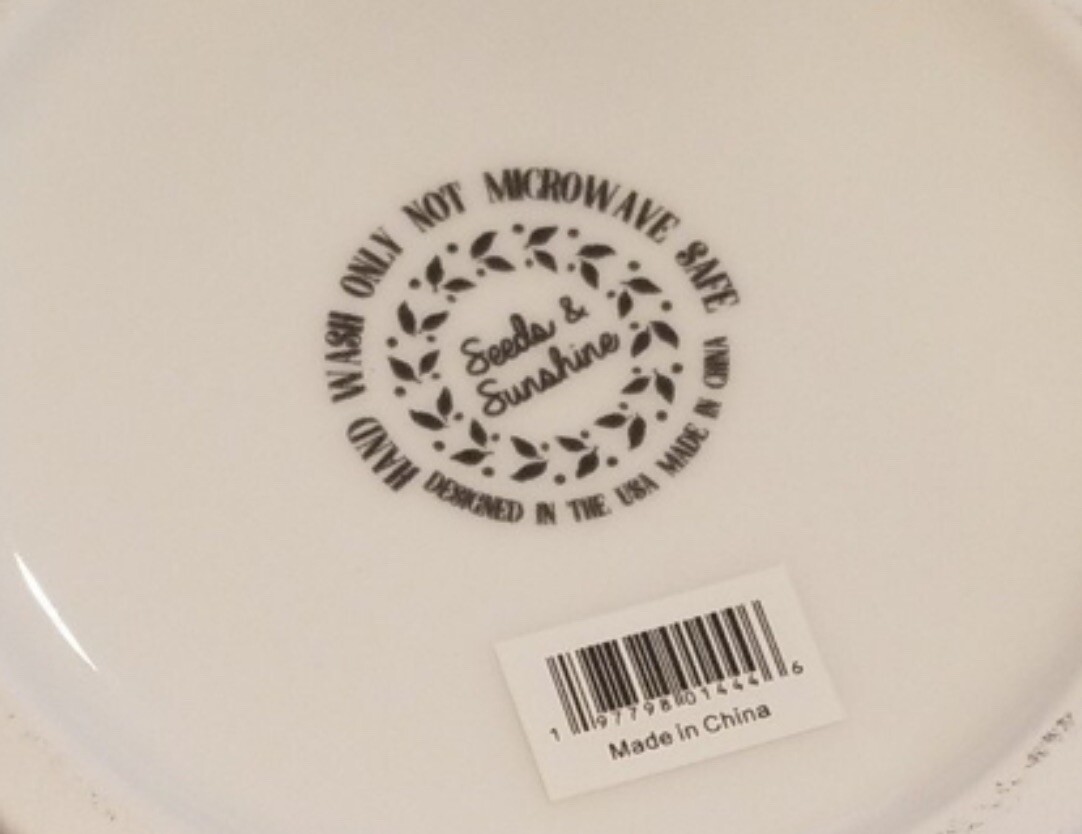 HAND WASH ONLY NOT MICROWAVE SAFE
Seeds &
Sunshine
DESIGNED IN THE USA MADE IN CHINA
1 97798 01444 6
Made in China